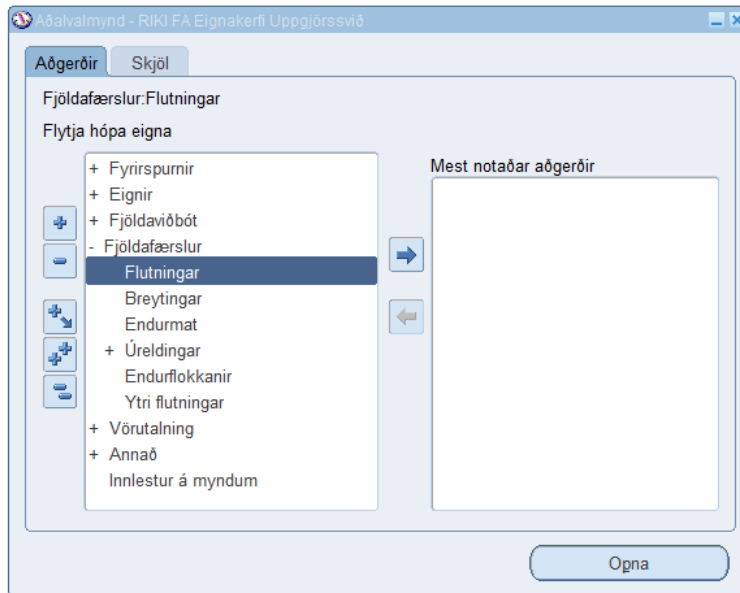 Aðalvalmynd - RIKI FA Eignakerfi Uppgjörssvið
Aðgerðir
Skjöl
Fjöldafærslur:Flutningar
Flytja hópa eigna
+ Fyrirspurnir
+ Eignir
+ Fjöldaviðbót
- Fjöldafærslur
Flutningar
Breytingar
Endurmat
+ Úreldingar
Endurflokkanir
Ytri flutningar
+ Vörutalning
+ Annað
Innlestur á myndum
Mest notaðar aðgerðir
Opna